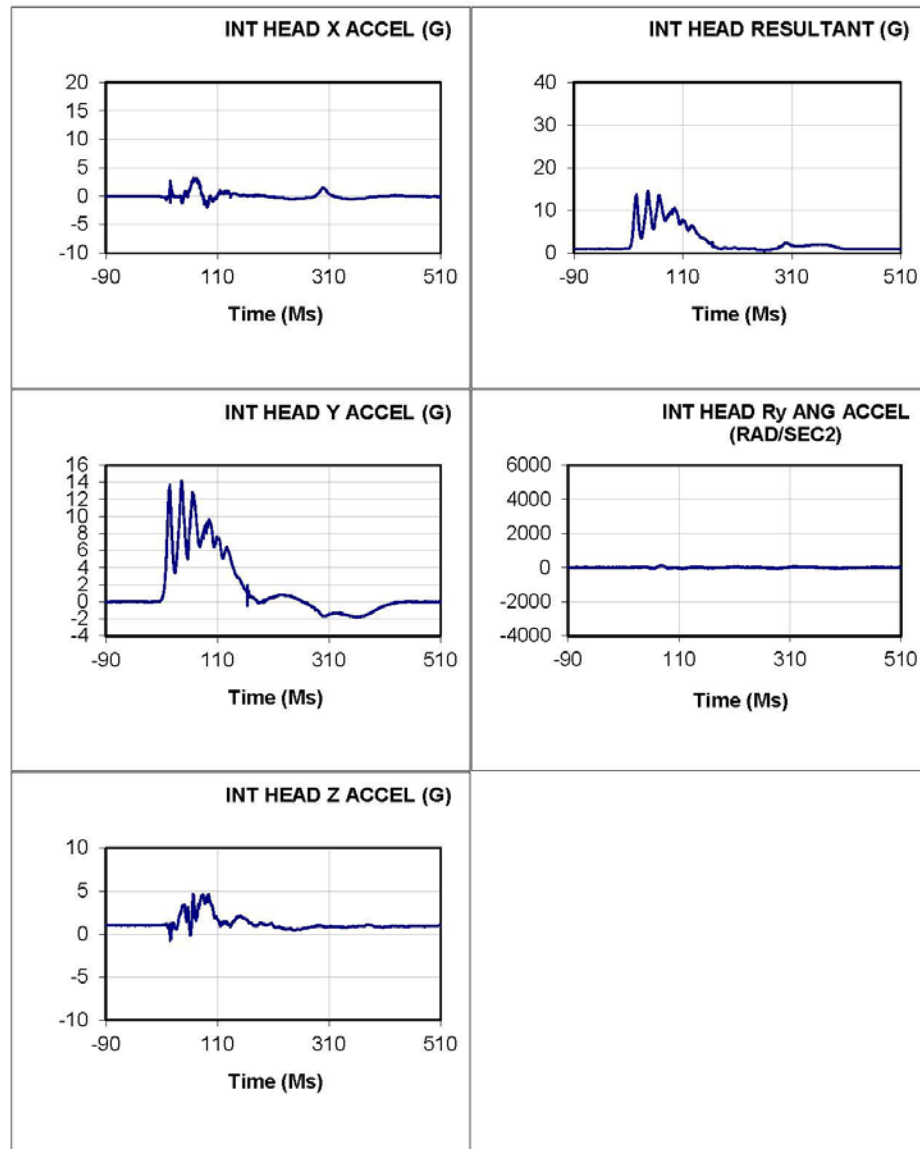 INT HEAD X ACCEL (G)
20
15
10
5
0
-5
-10
-90 110 310 510
Time (Ms)
INT HEAD RESULTANT (G)
40
30
20
10
0
-90 110 310 510
Time (Ms)
INT HEAD Y ACCEL (G)
16
14
12
10
8
6
4
2
0
-2
-4
-90 110 310 510
Time (Ms)
INT HEAD Ry ANG ACCEL
(RAD/SEC2)
6000
4000
2000
0
-2000
-4000
-90 110 310 510
Time (Ms)
INT HEAD Z ACCEL (G)
10
5
0
-5
-10
-90 110 310 510
Time (Ms)